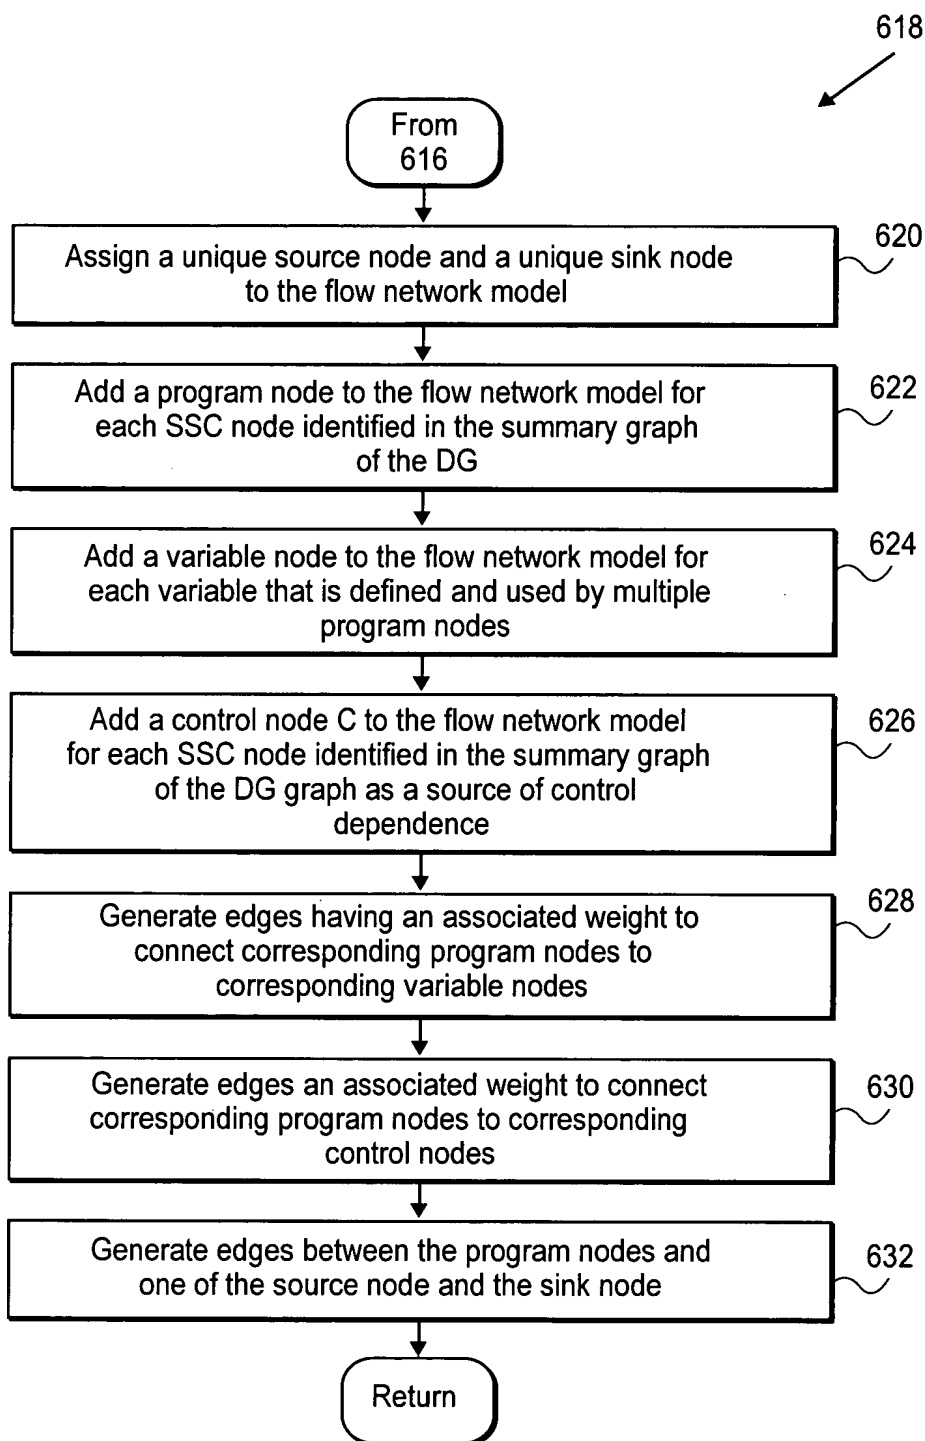 618
From
616
Assign a unique source node and a unique sink node
to the flow network model
620
Add a program node to the flow network model for
each SSC node identified in the summary graph
of the DG
622
Add a variable node to the flow network model for
each variable that is defined and used by multiple
program nodes
624
Add a control node C to the flow network model
for each SSC node identified in the summary graph
of the DG graph as a source of control
dependence
626
Generate edges having an associated weight to
connect corresponding program nodes to
corresponding variable nodes
628
Generate edges an associated weight to connect
corresponding program nodes to corresponding
control nodes
630
Generate edges between the program nodes and
one of the source node and the sink node
632
Return